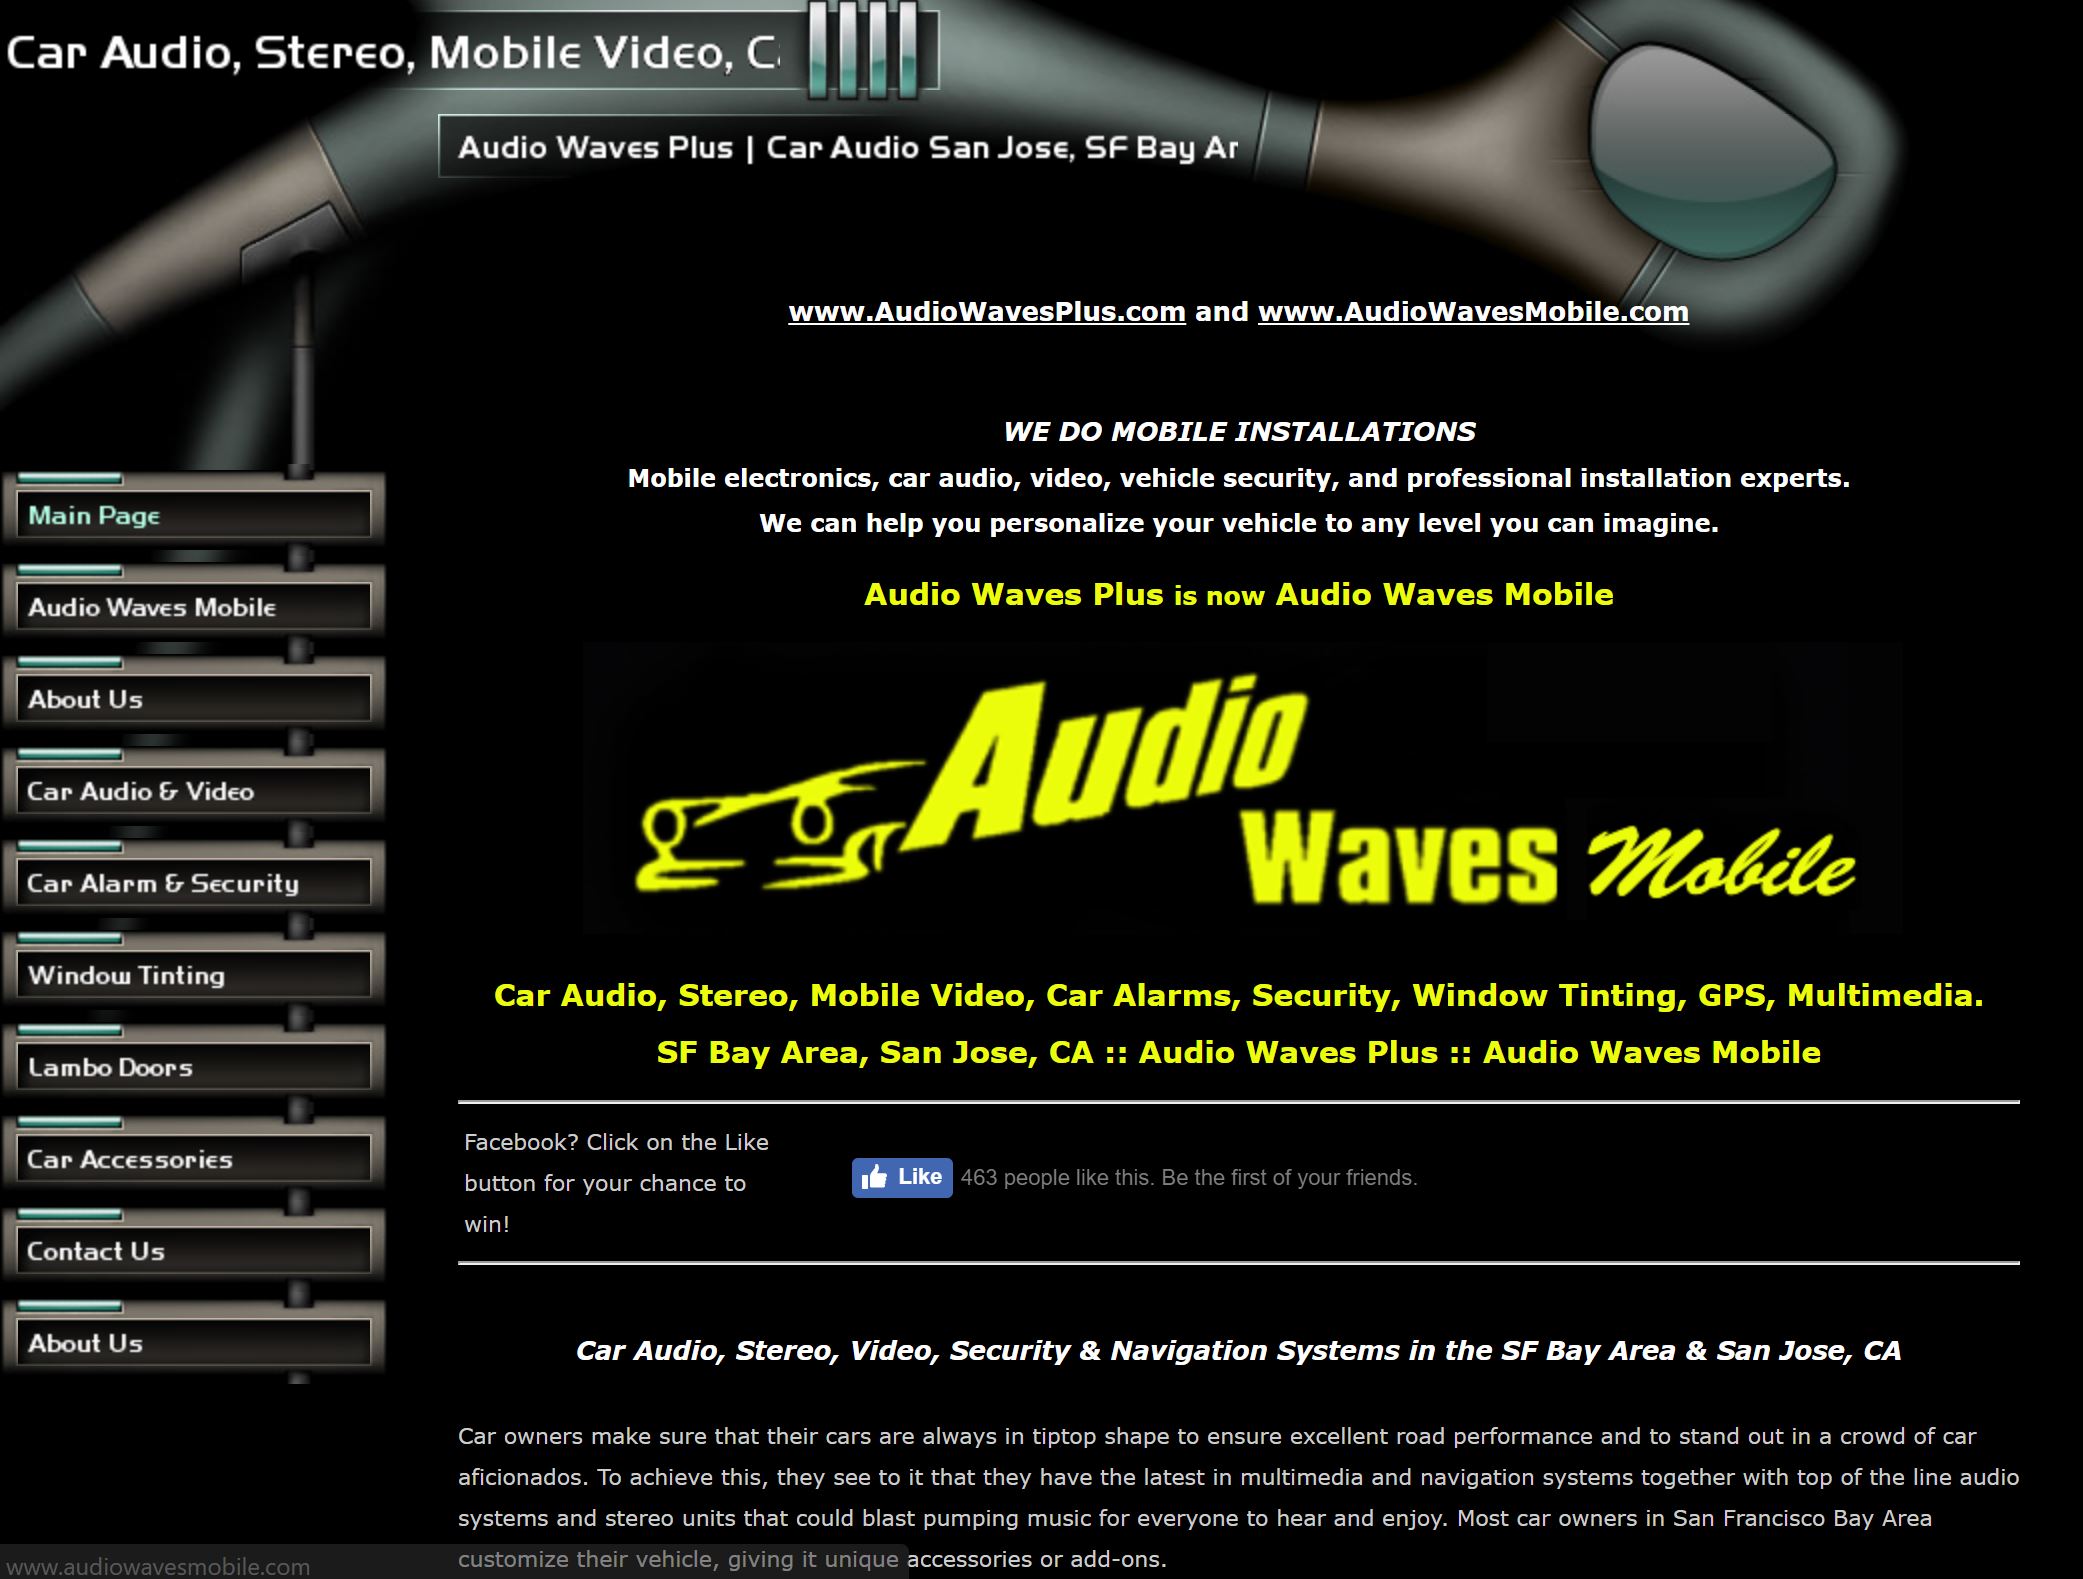 Car Audio, Stereo, Mobile Video, Ca
Audio Waves Plus | Car Audio San Jose, SF Bay Ar
www.AudioWavesPlus.com and www.AudioWavesMobile.com
WE DO MOBILE INSTALLATIONS
Mobile electronics, car audio, video, vehicle security, and professional installation experts.
We can help you personalize your vehicle to any level you can imagine.
Audio Waves Plus is now Audio Waves Mobile
Audio
Waves Mobile
Car Audio, Stereo, Mobile Video, Car Alarms, Security, Window Tinting, GPS, Multimedia.
SF Bay Area, San Jose, CA :: Audio Waves Plus :: Audio Waves Mobile
Main Page
Audio Waves Mobile
About Us
Car Audio & Video
Car Alarm & Security
Window Tinting
Lambo Doors
Car Accessories
Contact Us
About Us
Facebook? Click on the Like
button for your chance to
win!
Like 463 people like this. Be the first of your friends.
Car Audio, Stereo, Video, Security & Navigation Systems in the SF Bay Area & San Jose, CA
Car owners make sure that their cars are always in tiptop shape to ensure excellent road performance and to stand out in a crowd of car
aficionados. To achieve this, they see to it that they have the latest in multimedia and navigation systems together with top of the line audio
systems and stereo units that could blast pumping music for everyone to hear and enjoy. Most car owners in San Francisco Bay Area
customize their vehicle, giving it unique accessories or add-ons.
www.audiowavesmobile.com